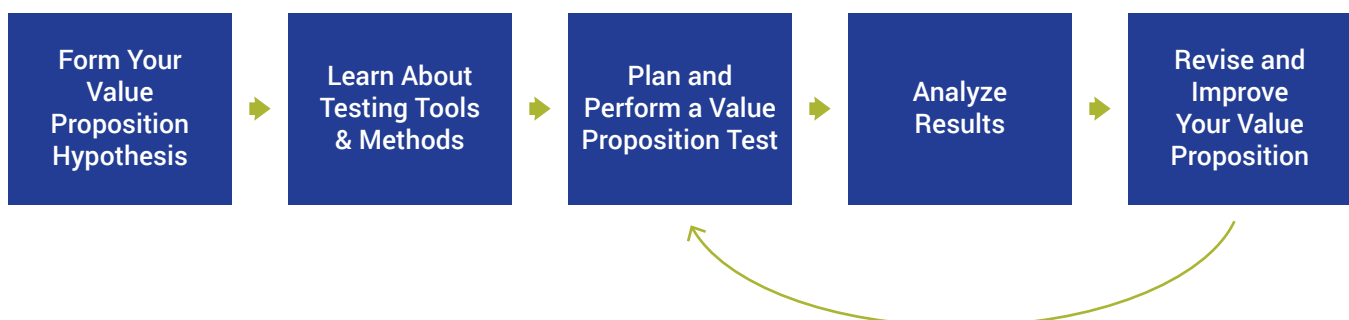 Form Your
Value
Proposition
Hypothesis
Learn About
Testing Tools
& Methods
Plan and
Perform a Value
Proposition Test
Analyze
Results
Revise and
Improve
Your Value
Proposition